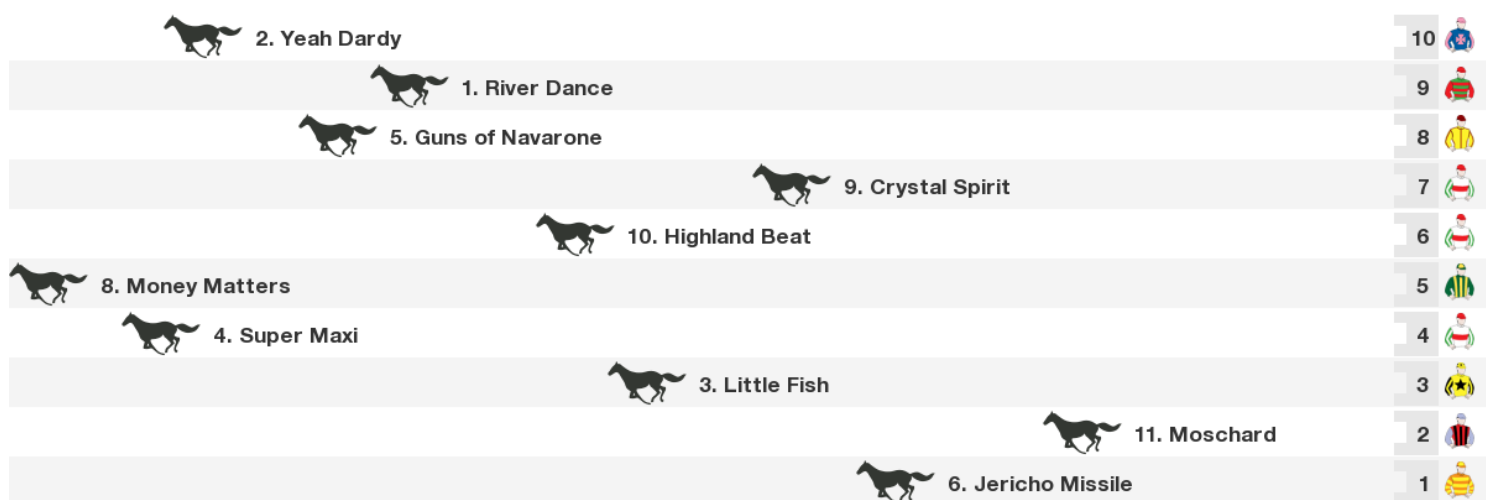 2. Yeah Dardy 10
1. River Dance 9
5. Guns of Navarone 8
9. Crystal Spirit 7
10. Highland Beat 6
8. Money Matters 5
4. Super Maxi 4
3. Little Fish 3
11. Moschard 2
6. Jericho Missile 1